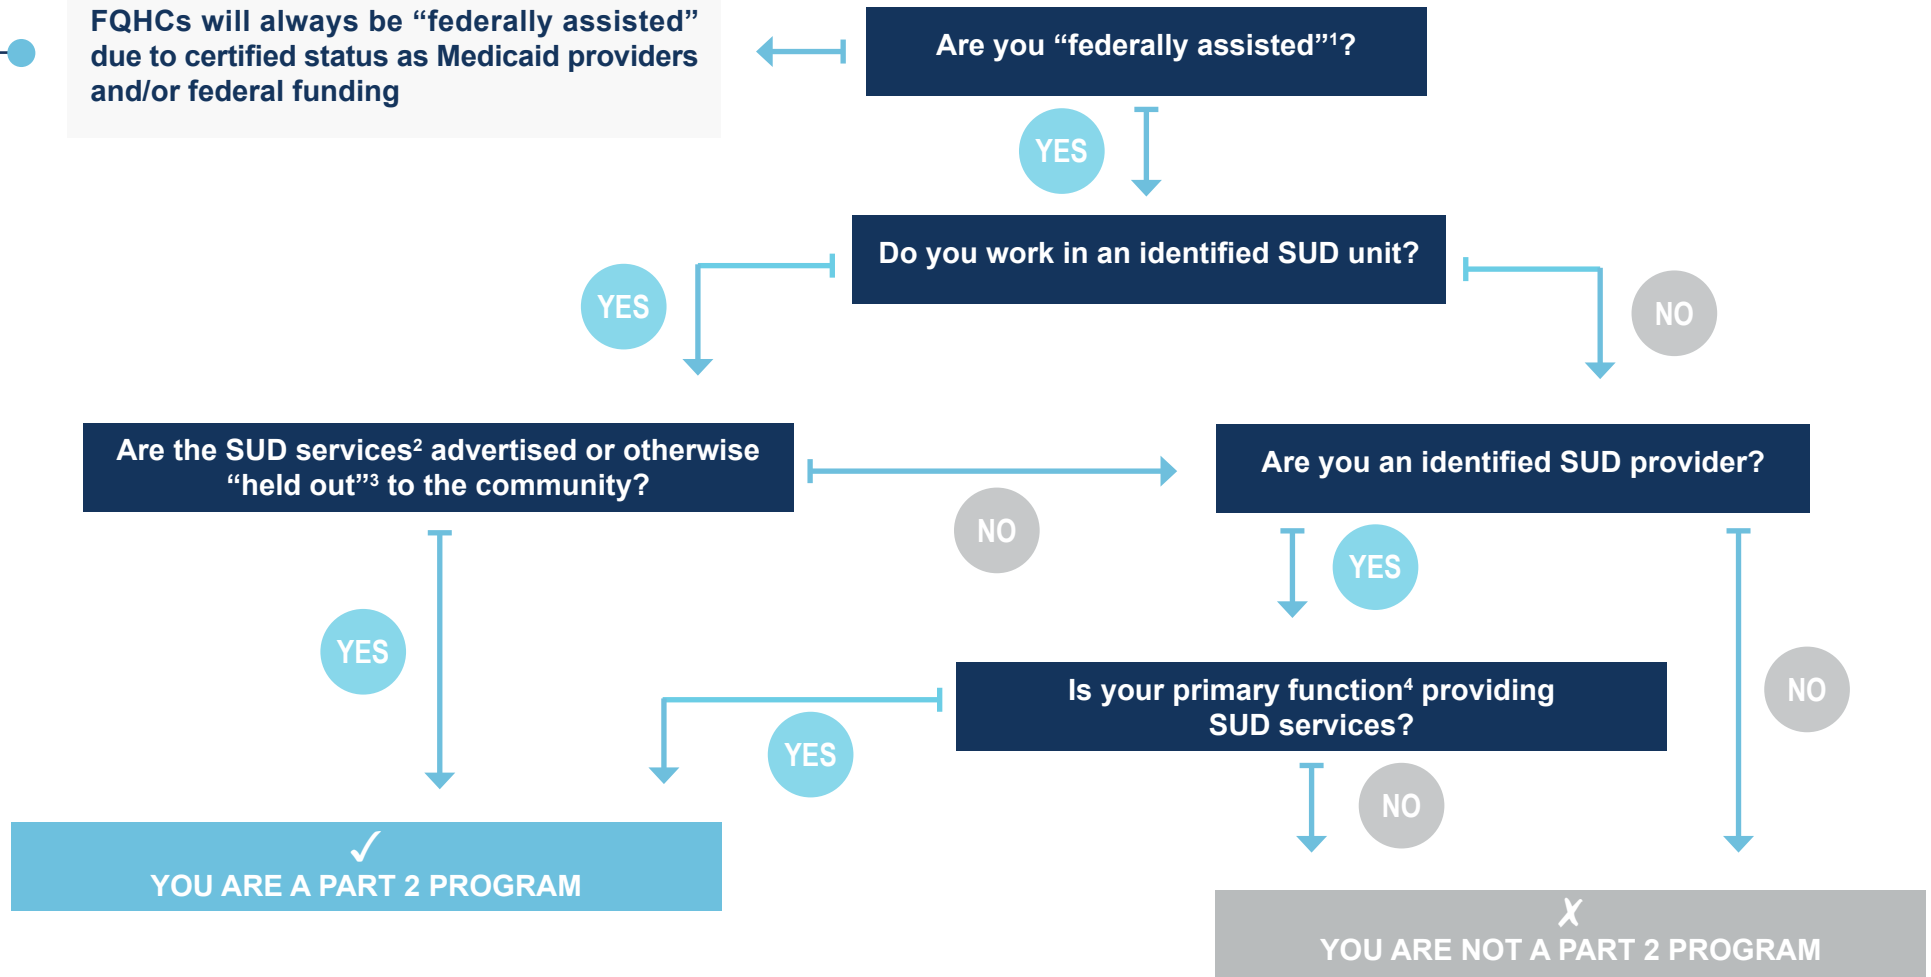 FQHCs will always be “federally assisted”
due to certified status as Medicaid providers
and/or federal funding
Are you “federally assisted”¹?
YES
Do you work in an identified SUD unit?
YES
NO
Are the SUD services² advertised or otherwise
“held out”³ to the community?
NO
Are you an identified SUD provider?
YES
YES
NO
Is your primary function⁴ providing
SUD services?
YES
NO
✓
YOU ARE A PART 2 PROGRAM
✗
YOU ARE NOT A PART 2 PROGRAM